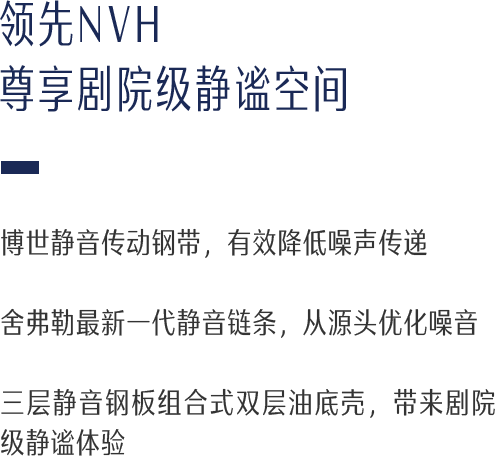 领先NVH
尊享剧院级静谧空间
博世静音传动钢带，有效降低噪声传递
舍弗勒最新一代静音链条，从源头优化噪音
三层静音钢板组合式双层油底壳，带来剧院
级静谧体验